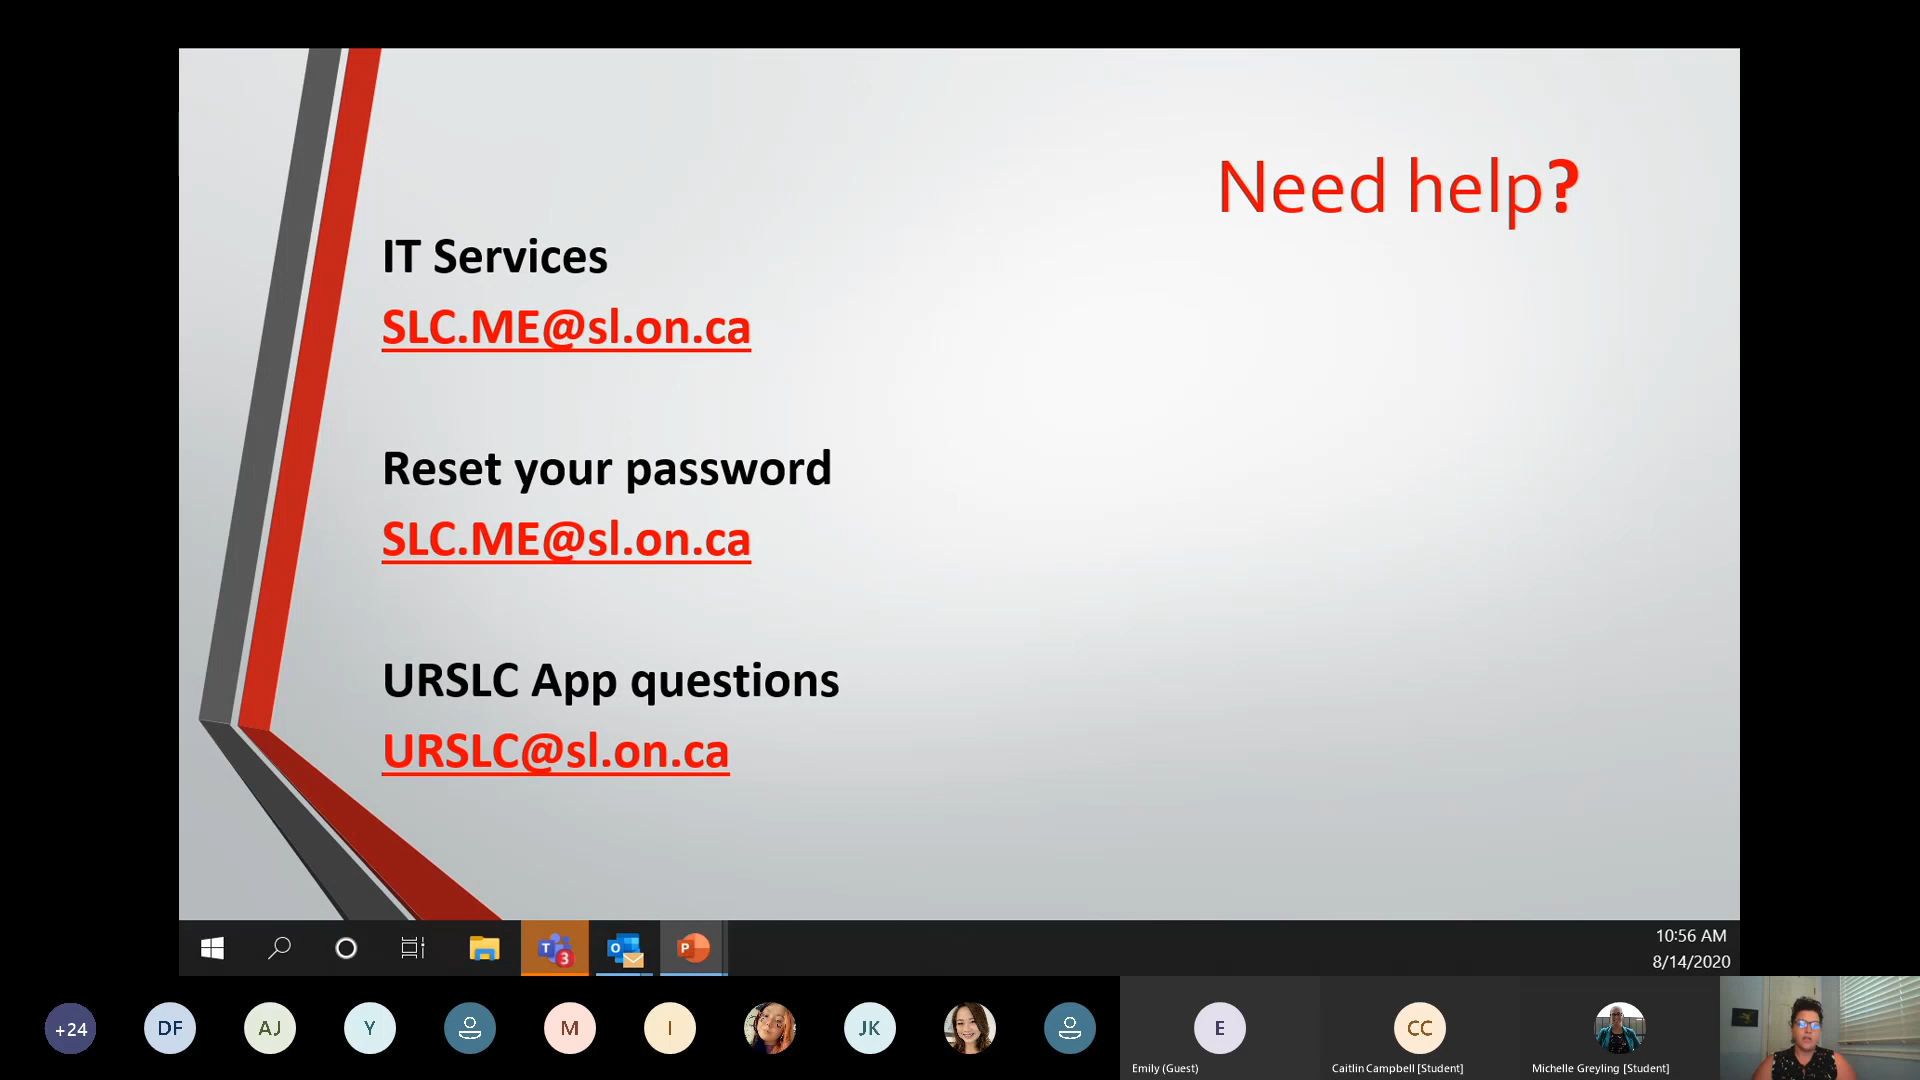 Need help?
IT Services
SLC.ME@sl.on.ca
Reset your password
SLC.ME@sl.on.ca
URSLC App questions
URSLC@sl.on.ca
T 3
O
P
10:56 AM
8/14/2020
+24
DF
AJ
Y
M
I
JK
E
CC
Emily (Guest)
Caitlin Campbell [Student]
Michelle Greyling [Student]